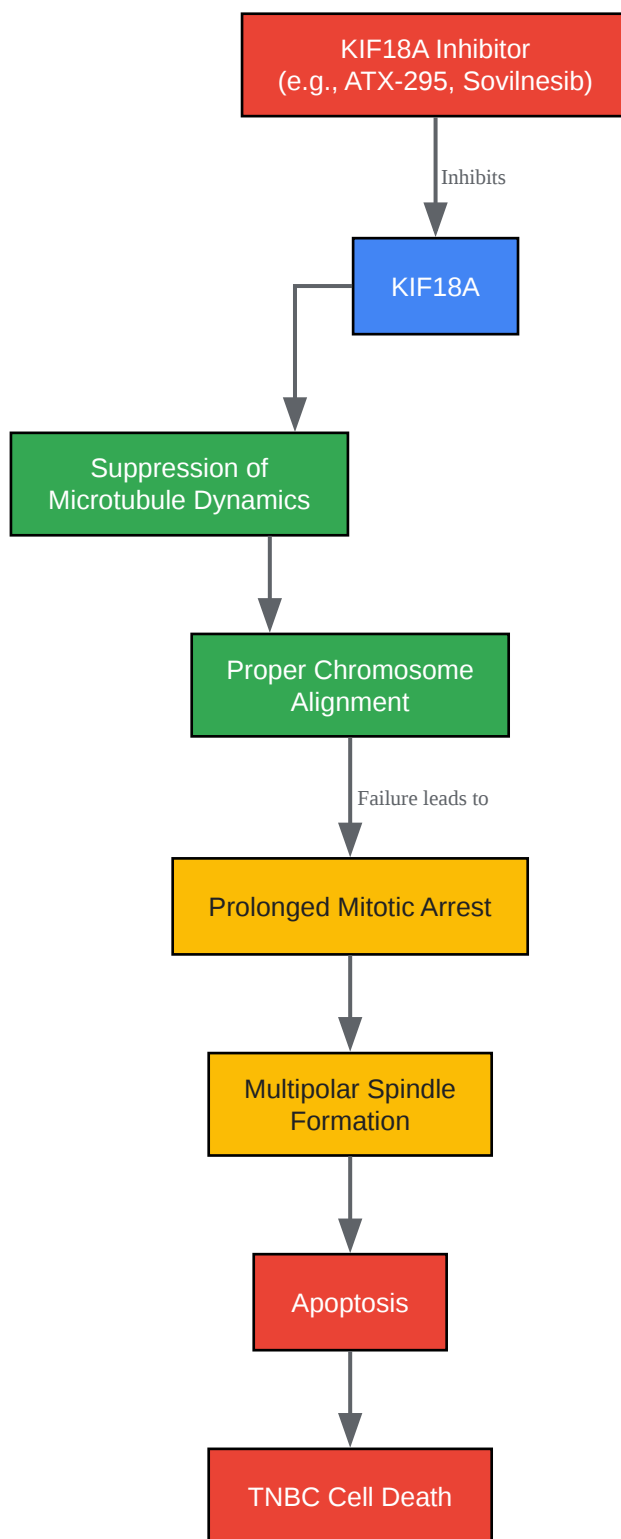 KIF18A Inhibitor
(e.g., ATX-295, Sovilnesib)
Inhibits
KIF18A
Suppression of
Microtubule Dynamics
Proper Chromosome
Alignment
Failure leads to
Prolonged Mitotic Arrest
Multipolar Spindle
Formation
Apoptosis
TNBC Cell Death